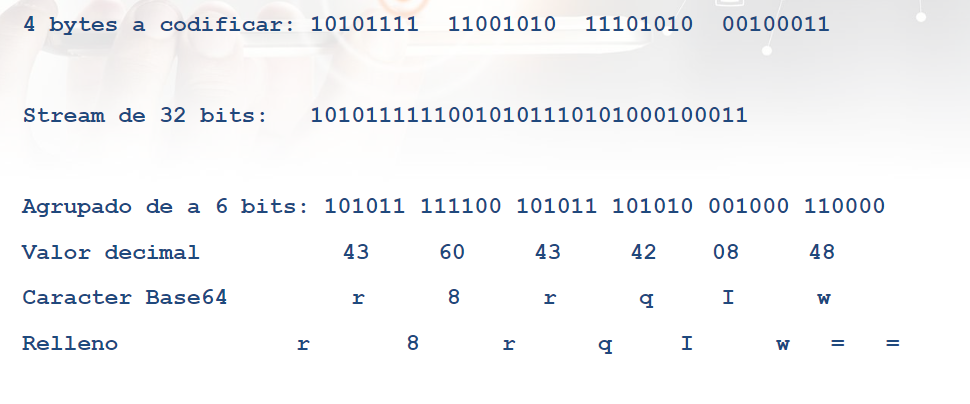 4 bytes a codificar: 10101111 11001010 11101010 00100011
Stream de 32 bits: 10101111110010101110101000100011
Agrupado de a 6 bits: 101011 111100 101011 101010 001000 110000
Valor decimal 43 60 43 42 08 48
Caracter Base64 r 8 r q I w
Relleno r 8 r q I w = =